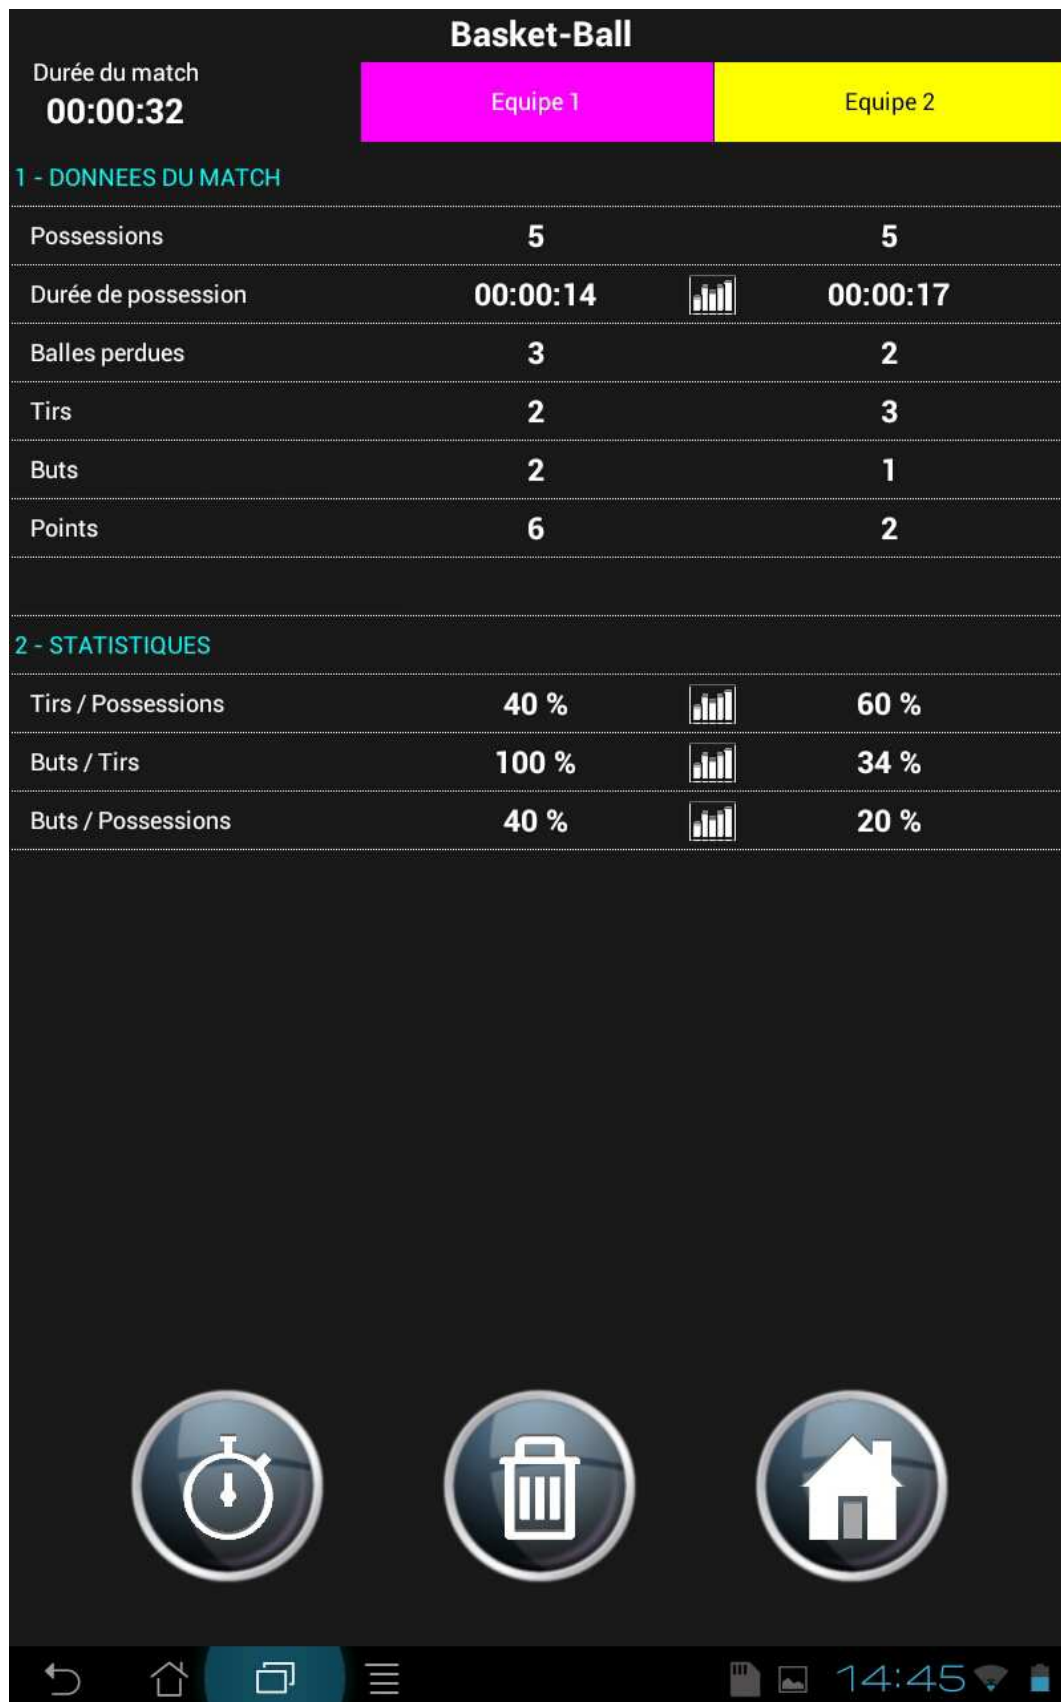 Basket-Ball
Durée du match
00:00:32
Equipe 1
Equipe 2
1 - DONNEES DU MATCH
Possessions 5 5
Durée de possession 00:00:14 00:00:17
Balles perdues 3 2
Tirs 2 3
Buts 2 1
Points 6 2
2 - STATISTIQUES
Tirs / Possessions 40 % 60 %
Buts / Tirs 100 % 34 %
Buts / Possessions 40 % 20 %
14:45